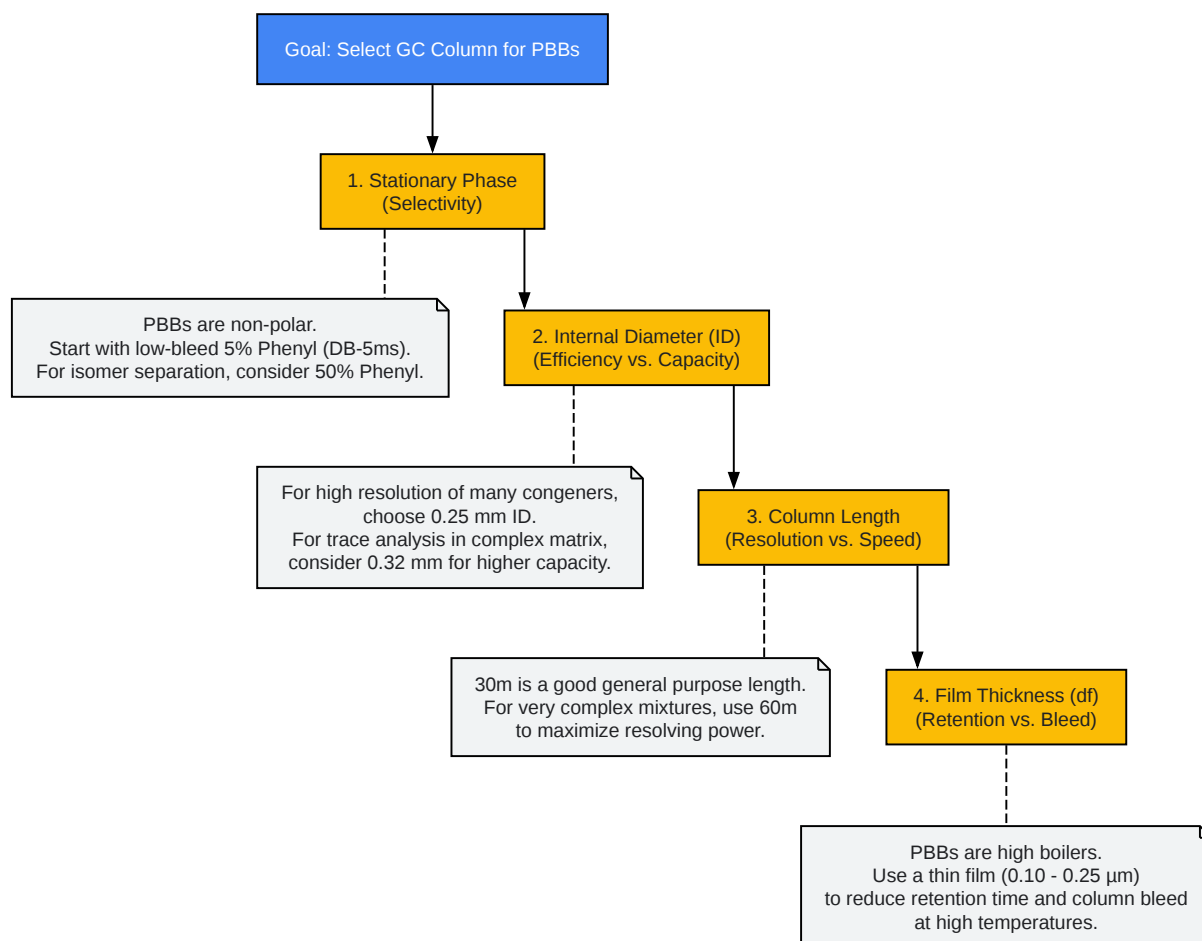 Goal: Select GC Column for PBBs
1. Stationary Phase
(Selectivity)
PBBs are non-polar.
Start with low-bleed 5% Phenyl (DB-5ms).
For isomer separation, consider 50% Phenyl.
2. Internal Diameter (ID)
(Efficiency vs. Capacity)
For high resolution of many congeners,
choose 0.25 mm ID.
For trace analysis in complex matrix,
consider 0.32 mm for higher capacity.
3. Column Length
(Resolution vs. Speed)
30m is a good general purpose length.
For very complex mixtures, use 60m
to maximize resolving power.
4. Film Thickness (df)
(Retention vs. Bleed)
PBBs are high boilers.
Use a thin film (0.10 - 0.25 µm)
to reduce retention time and column bleed
at high temperatures.